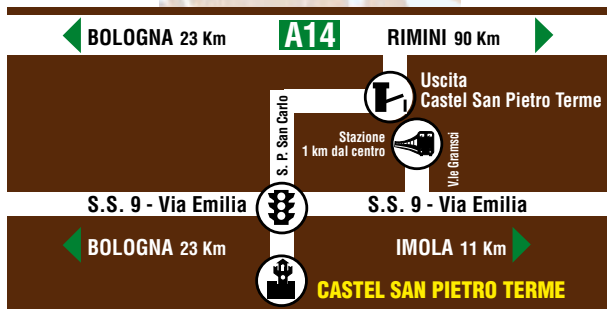 BOLOGNA 23 Km
A14
RIMINI 90 Km
Uscita
Castel San Pietro Terme
S. P. San Carlo
Stazione
1 km dal centro
V.le Gramsci
S.S. 9 - Via Emilia
S.S. 9 - Via Emilia
BOLOGNA 23 Km
IMOLA 11 Km
CASTEL SAN PIETRO TERME